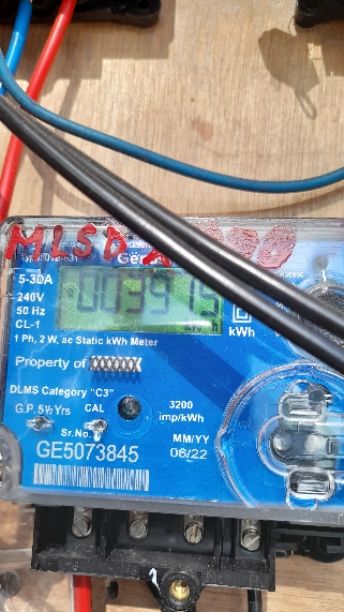 MLSD
5-30A
240V
50 Hz
CL-1
1 Ph, 2 W, ac Static kWh Meter
kWh
Property of XXXXXXX
DLMS Category "C3"
G.P. 5½ Yrs CAL
3200
imp/kWh
Sr.No.
MM/YY
GE5073845
06/22